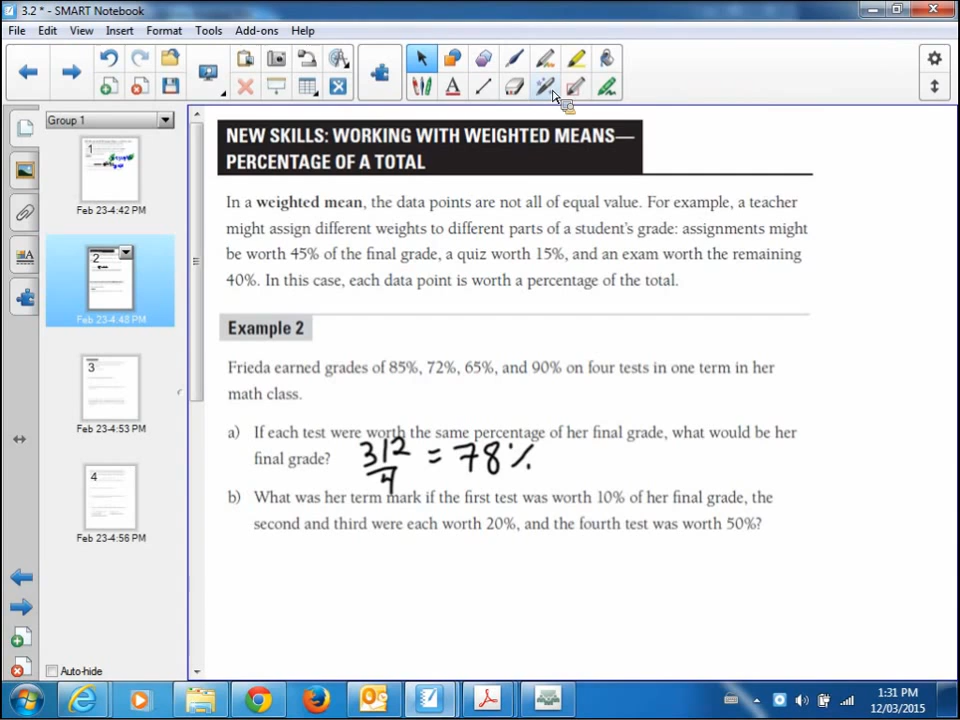 3.2 * - SMART Notebook
File Edit View Insert Format Tools Add-ons Help
Group 1
1
Feb 23-4:42 PM
2
Feb 23-4:48 PM
3
Feb 23-4:53 PM
4
Feb 23-4:56 PM
Auto-hide
NEW SKILLS: WORKING WITH WEIGHTED MEANS—
PERCENTAGE OF A TOTAL
In a weighted mean, the data points are not all of equal value. For example, a teacher
might assign different weights to different parts of a student's grade: assignments might
be worth 45% of the final grade, a quiz worth 15%, and an exam worth the remaining
40%. In this case, each data point is worth a percentage of the total.
Example 2
Frieda earned grades of 85%, 72%, 65%, and 90% on four tests in one term in her
math class.
a) If each test were worth the same percentage of her final grade, what would be her
final grade? 312/4 = 78%
b) What was her term mark if the first test was worth 10% of her final grade, the
second and third were each worth 20%, and the fourth test was worth 50%?
1:31 PM
12/03/2015